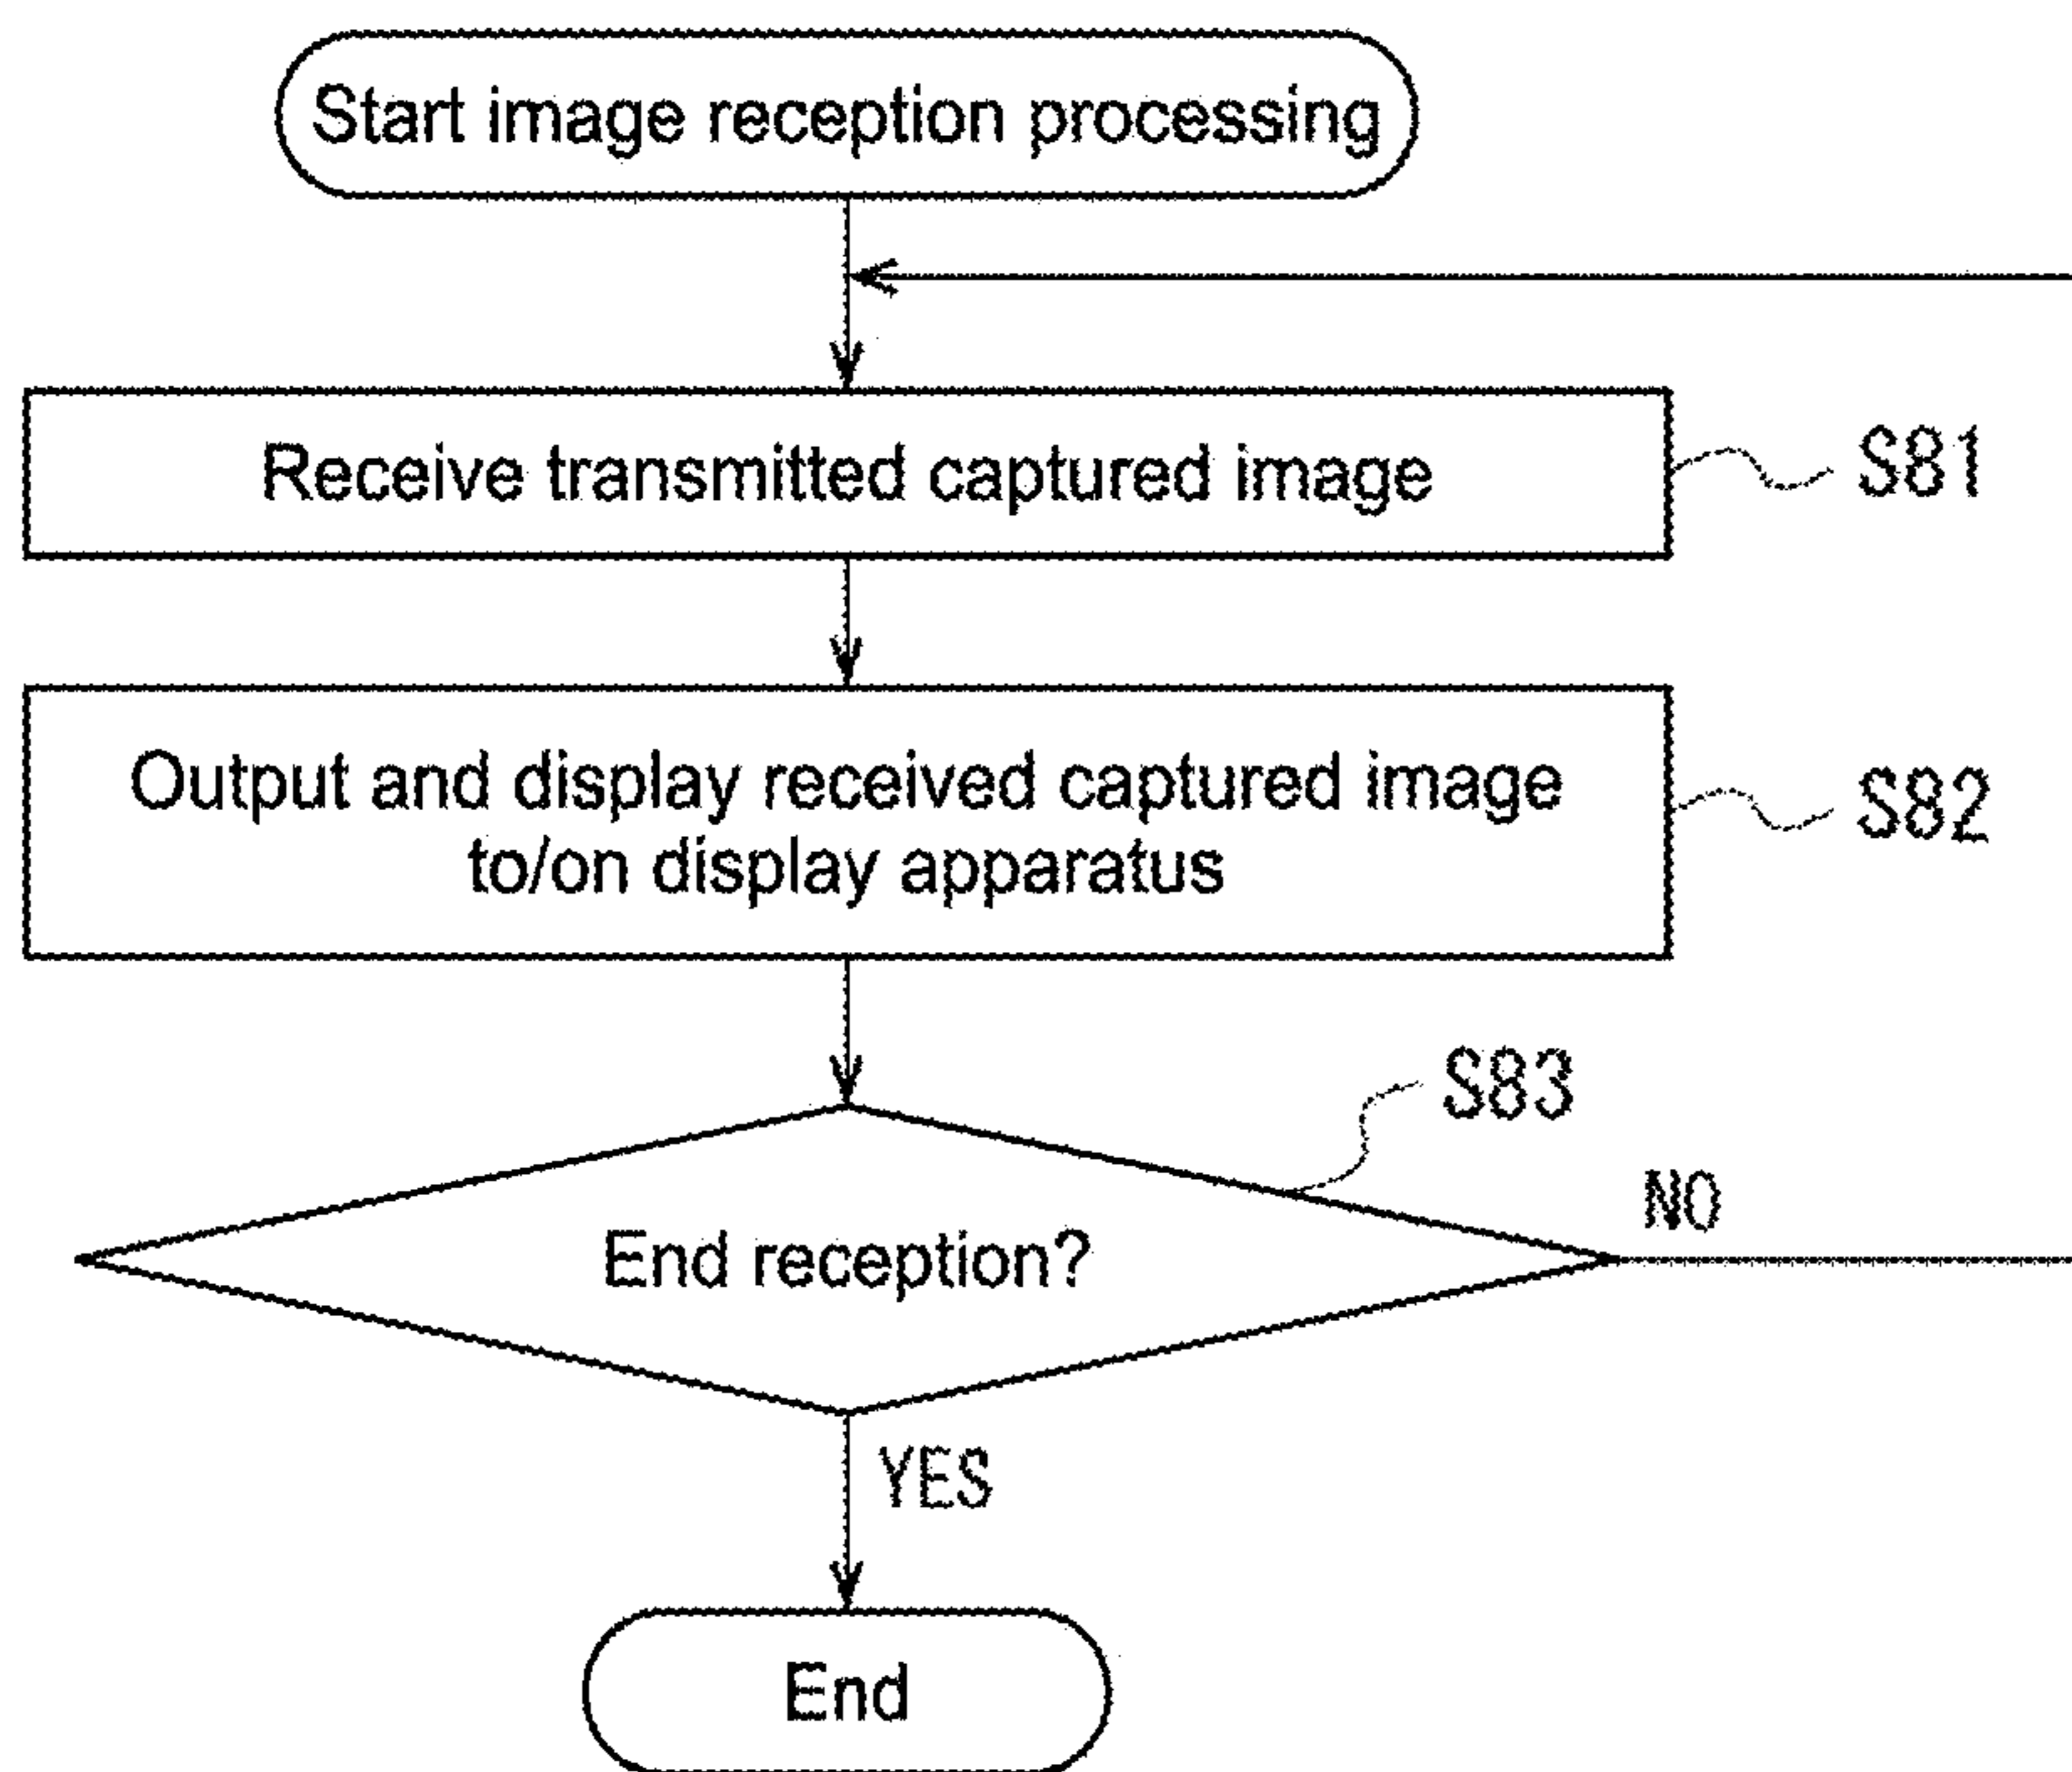 Start image reception processing
Receive transmitted captured image
S81
Output and display received captured image
to/on display apparatus
S82
S83
End reception?
NO
YES
End